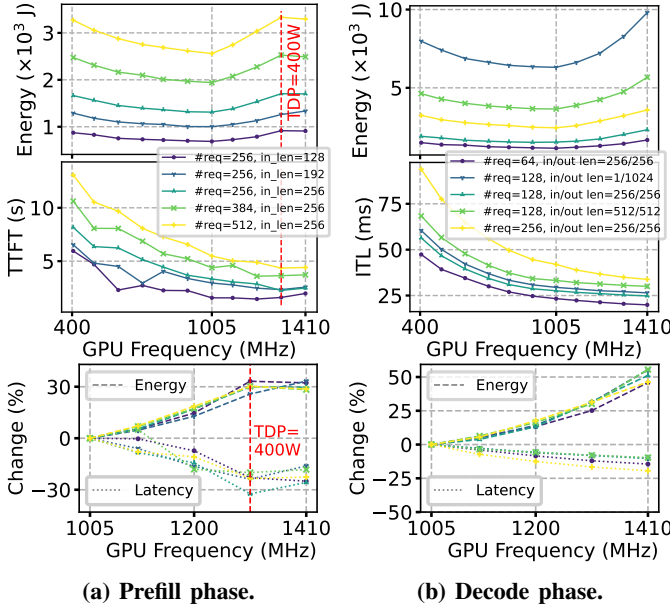 Energy (×10³ J)
3
2
1
TDP=400W
Energy (×10³ J)
10
5
TTFT (s)
10
5
#req=256, in_len=128
#req=256, in_len=192
#req=256, in_len=256
#req=384, in_len=256
#req=512, in_len=256
400
1005
1410
GPU Frequency (MHz)
ITL (ms)
75
50
25
#req=64, in/out len=256/256
#req=128, in/out len=1/1024
#req=128, in/out len=256/256
#req=128, in/out len=512/512
#req=256, in/out len=256/256
400
1005
1410
GPU Frequency (MHz)
Change (%)
30
0
−30
Energy
TDP=
400W
Latency
1005
1200
1410
GPU Frequency (MHz)
Change (%)
50
25
0
−25
−50
Energy
Latency
1005
1200
1410
GPU Frequency (MHz)
(a) Prefill phase.
(b) Decode phase.